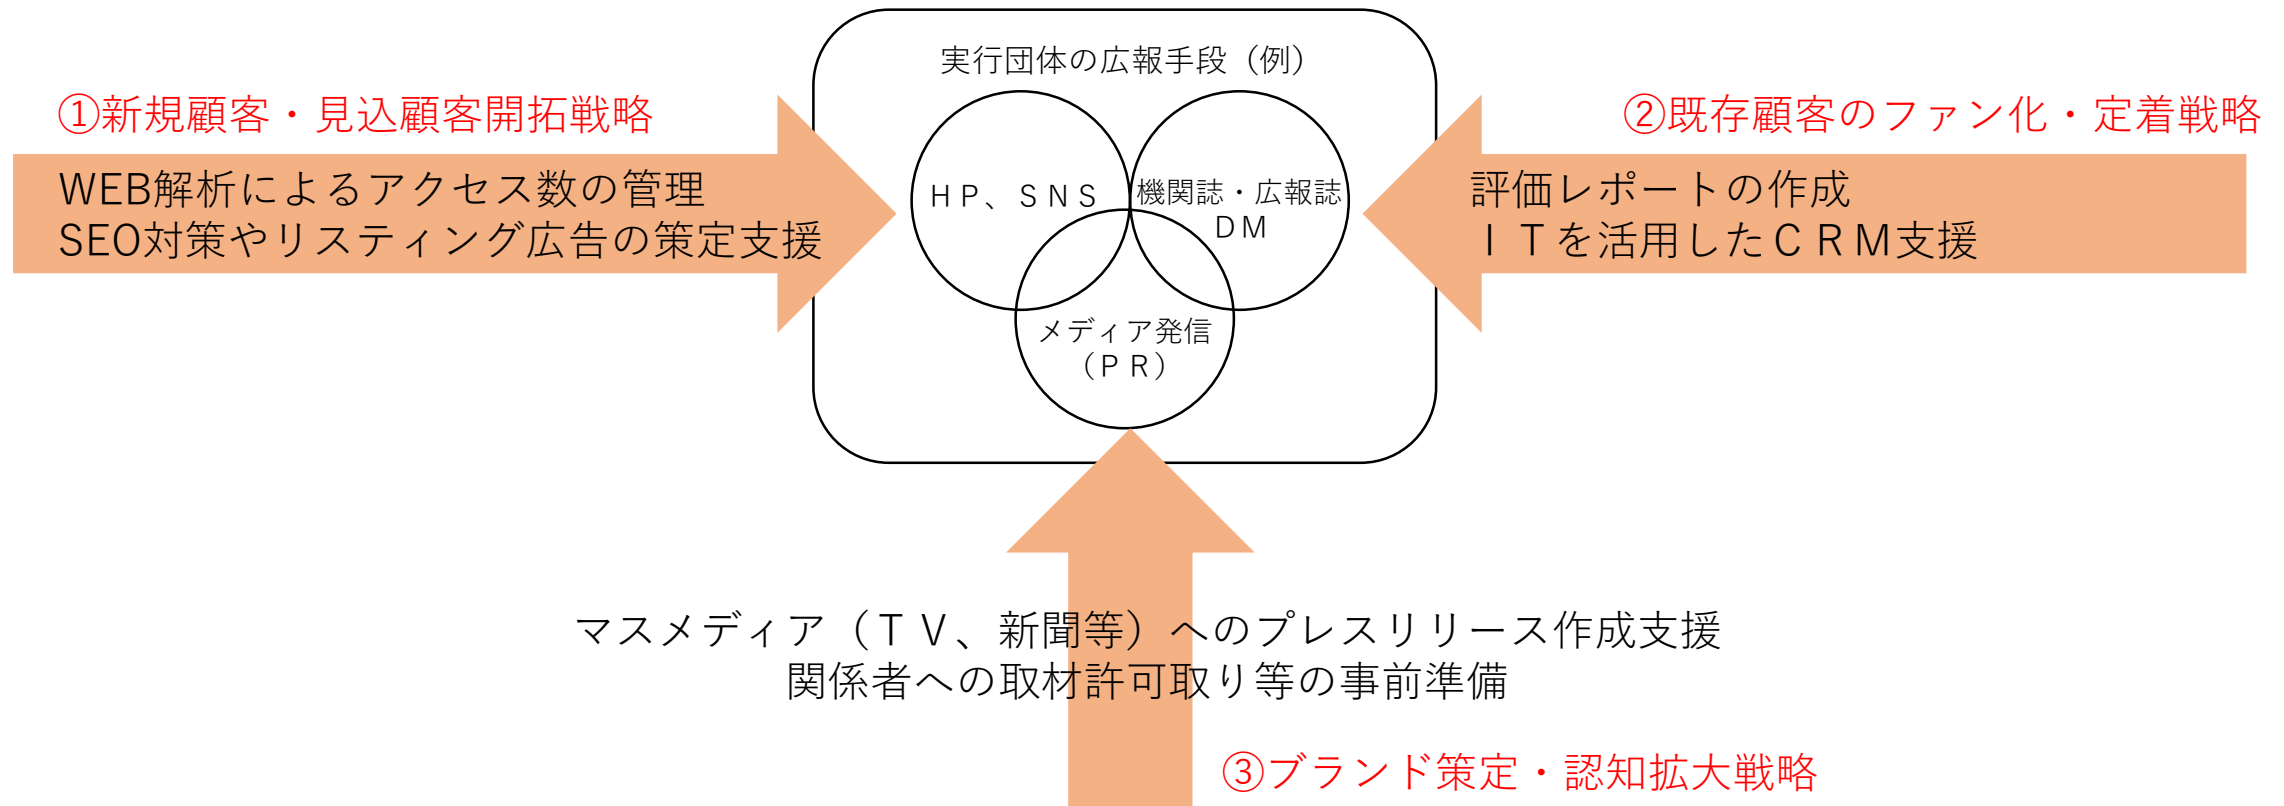 実行団体の広報手段（例）
①新規顧客・見込顧客開拓戦略
WEB解析によるアクセス数の管理
SEO対策やリスティング広告の策定支援
ＨＰ、ＳＮＳ
機関誌・広報誌
ＤＭ
メディア発信
（ＰＲ）
②既存顧客のファン化・定着戦略
評価レポートの作成
ＩＴを活用したＣＲＭ支援
マスメディア（ＴＶ、新聞等）へのプレスリリース作成支援
関係者への取材許可取り等の事前準備
③ブランド策定・認知拡大戦略